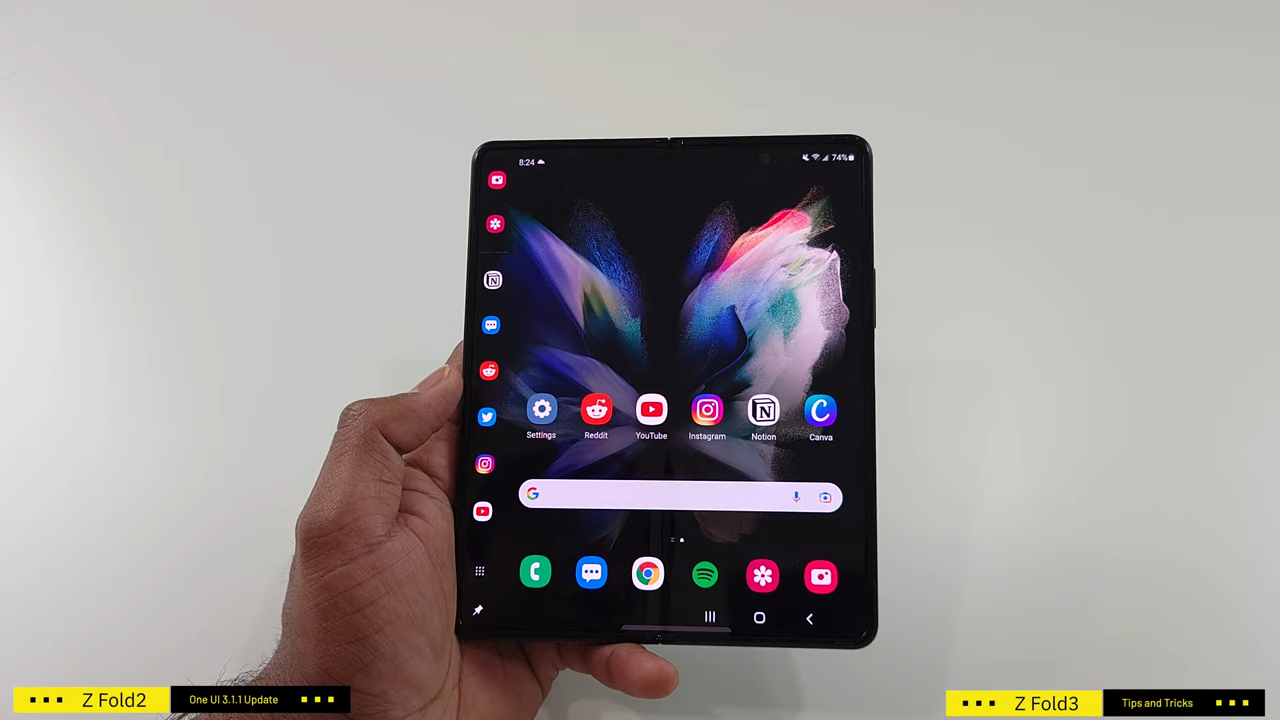 8:24
74%
Settings
Reddit
YouTube
Instagram
Notion
Canva
Z Fold2
One UI 3.1.1 Update
Z Fold3
Tips and Tricks